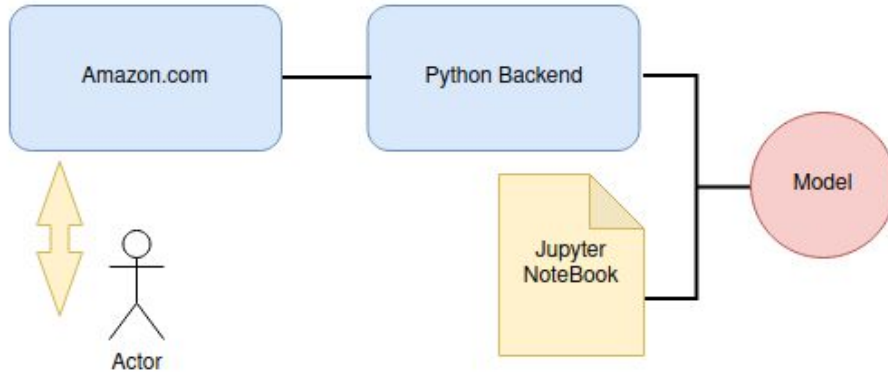 Amazon.com
Python Backend
Model
Jupyter
NoteBook
Actor